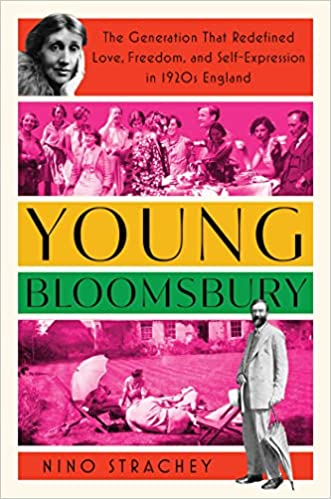 The Generation That Redefined
Love, Freedom, and Self-Expression
in 1920s England
YOUNG
BLOOMSBURY
NINO STRACHEY